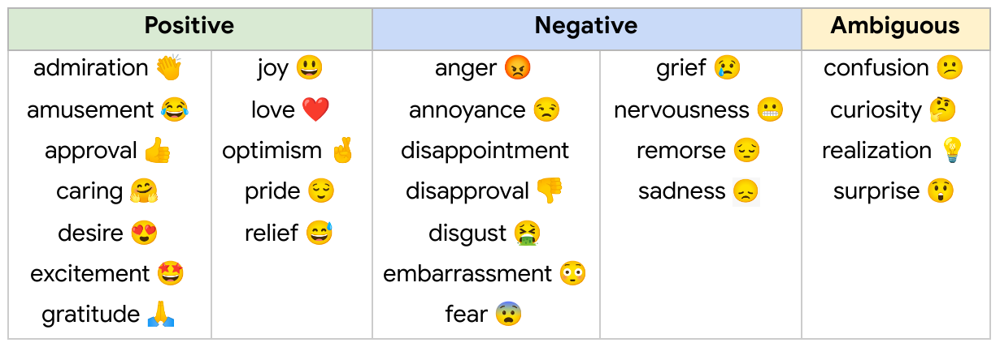 Positive Negative Ambiguous
admiration 👏 joy 😃 anger 😡 grief 😢 confusion 😕
amusement 😂 love ❤️ annoyance 😒 nervousness 😬 curiosity 🤔
approval 👍 optimism 🤞 disappointment remorse 😔 realization 💡
caring 🤗 pride 😌 disapproval 👎 sadness 😞 surprise 😲
desire 😍 relief 😅 disgust 🤮
excitement 🤩 embarrassment 😳
gratitude 🙏 fear 😨